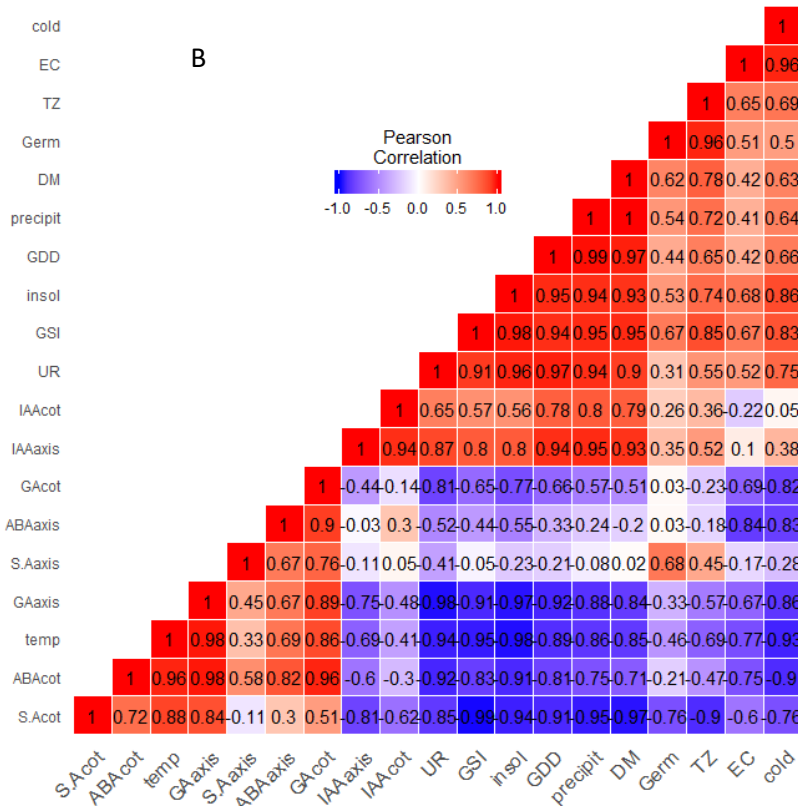 cold 1
B
EC 1 0.96
TZ 1 0.65 0.69
Germ 1 0.96 0.51 0.5
Pearson
Correlation
-1.0 -0.5 0.0 0.5 1.0
DM 1 0.62 0.78 0.42 0.63
precipit 1 1 0.54 0.72 0.41 0.64
GDD 1 0.99 0.97 0.44 0.65 0.42 0.66
insol 1 0.95 0.94 0.93 0.53 0.74 0.68 0.86
GSI 1 0.98 0.94 0.95 0.95 0.67 0.85 0.67 0.83
UR 1 0.91 0.96 0.97 0.94 0.9 0.31 0.55 0.52 0.75
IAAcot 1 0.65 0.57 0.56 0.78 0.8 0.79 0.26 0.36 -0.22 0.05
IAAaxis 1 0.94 0.87 0.8 0.8 0.94 0.95 0.93 0.35 0.52 0.1 0.38
GAcot 1 -0.44 -0.14 -0.81 -0.65 -0.77 -0.66 -0.57 -0.51 0.03 -0.23 -0.69 -0.82
ABAaxis 1 0.9 -0.03 0.3 -0.52 -0.44 -0.55 -0.33 -0.24 -0.2 0.03 -0.18 -0.84 -0.83
S.Aaxis 1 0.67 0.76 -0.11 0.05 -0.41 -0.05 -0.23 -0.21 -0.08 0.02 0.68 0.45 -0.17 -0.28
GAaxis 1 0.45 0.67 0.89 -0.75 -0.48 -0.98 -0.91 -0.97 -0.92 -0.88 -0.84 -0.33 -0.57 -0.67 -0.86
temp 1 0.98 0.33 0.69 0.86 -0.69 -0.41 -0.94 -0.95 -0.98 -0.89 -0.86 -0.85 -0.46 -0.69 -0.77 -0.93
ABAcot 1 0.96 0.98 0.58 0.82 0.96 -0.6 -0.3 -0.92 -0.83 -0.91 -0.81 -0.75 -0.71 -0.21 -0.47 -0.75 -0.9
S.Acot 1 0.72 0.88 0.84 -0.11 0.3 0.51 -0.81 -0.62 -0.85 -0.99 -0.94 -0.91 -0.95 -0.97 -0.76 -0.9 -0.6 -0.76
S.Acot ABAcot temp GAaxis S.Aaxis ABAaxis GAcot IAAaxis IAAcot UR GSI insol GDD precipit DM Germ TZ EC cold